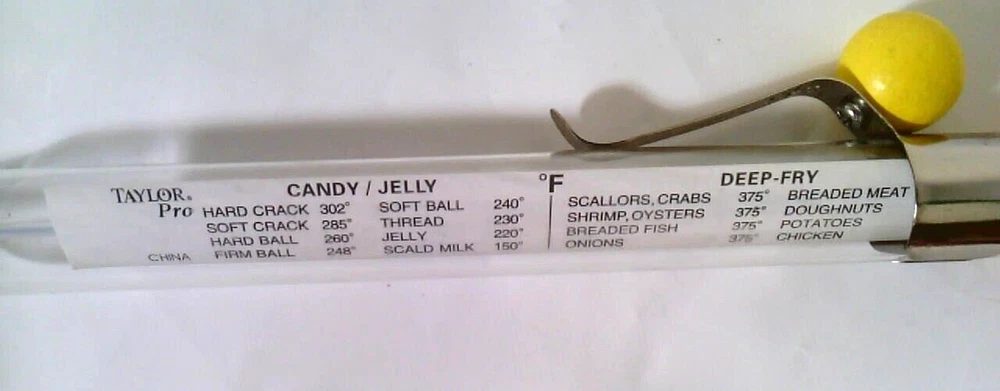 TAYLOR® Pro
CHINA
CANDY / JELLY
HARD CRACK 302° SOFT BALL 240°
SOFT CRACK 285° THREAD 230°
HARD BALL 260° JELLY 220°
FIRM BALL 248° SCALD MILK 150°
°F
DEEP-FRY
SCALLORS, CRABS 375° BREADED MEAT
SHRIMP, OYSTERS 375° DOUGHNUTS
BREADED FISH 375° POTATOES
ONIONS 375° CHICKEN